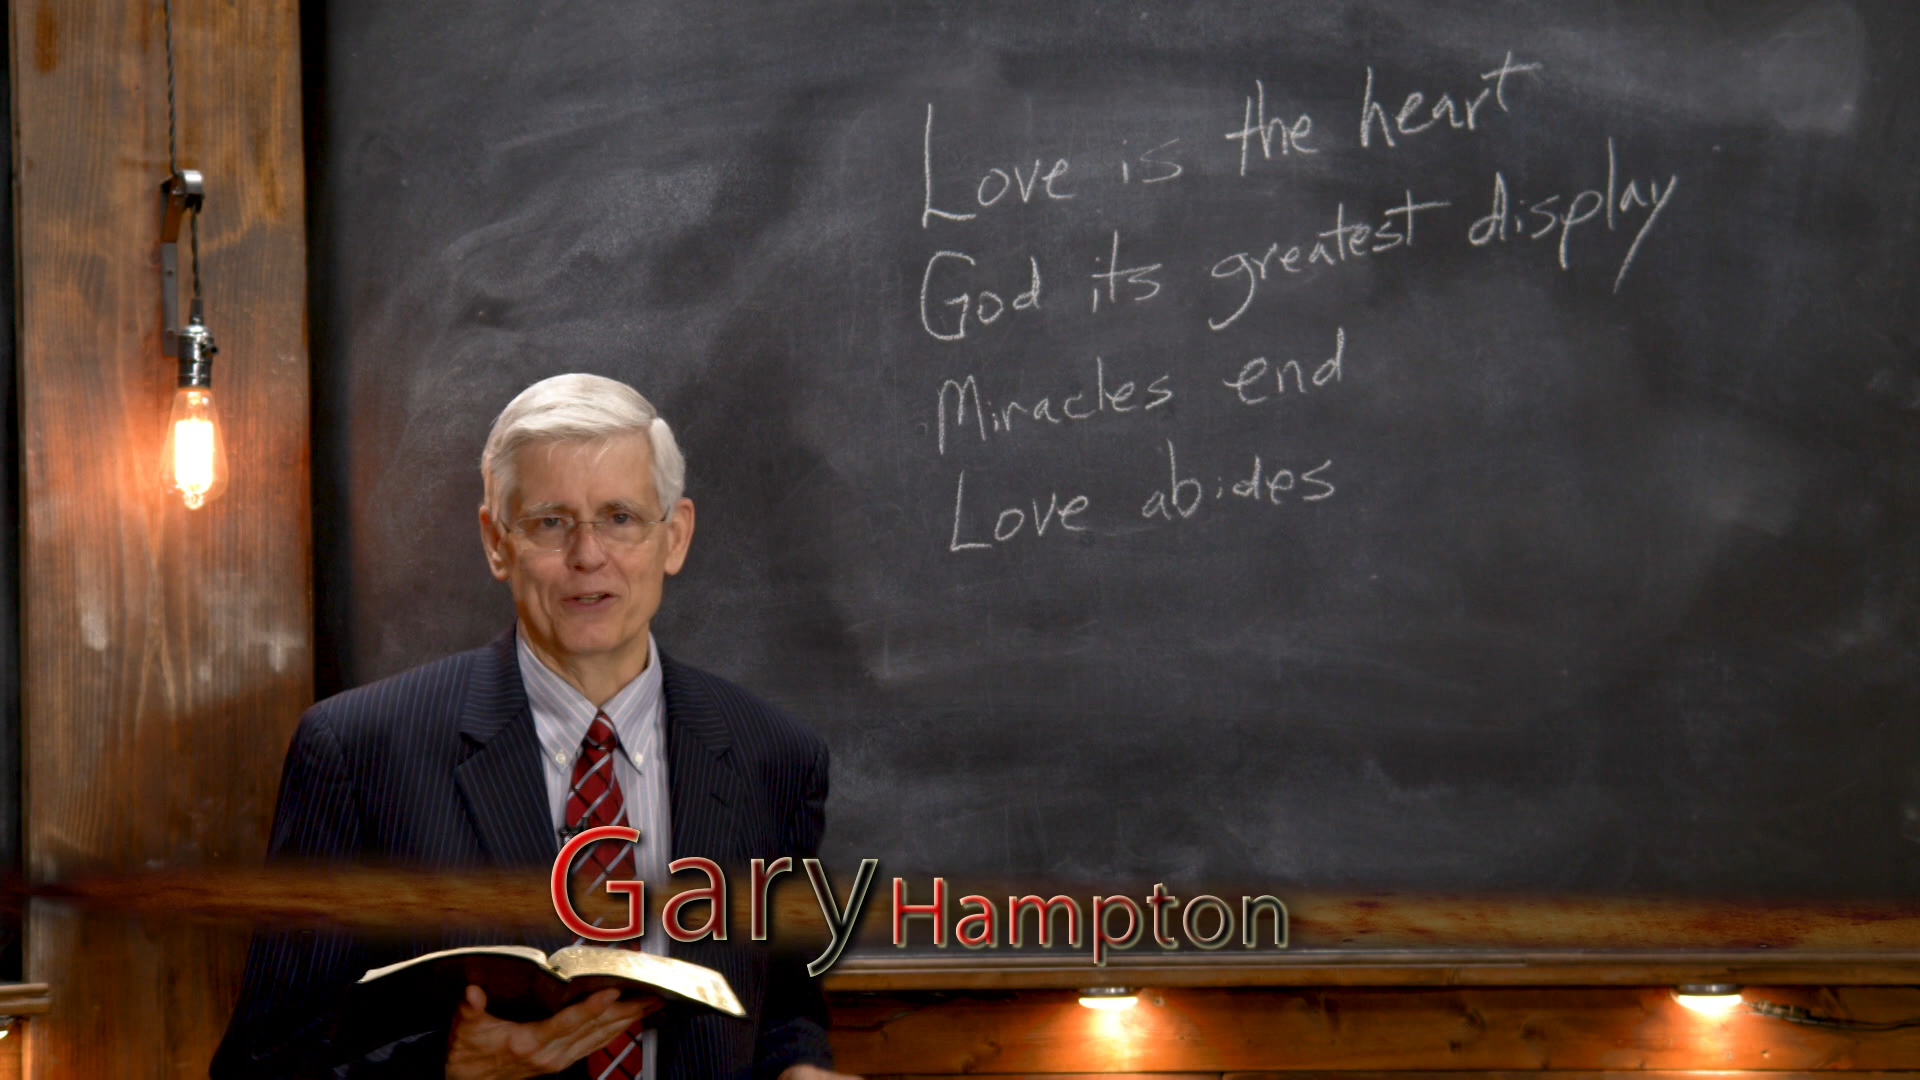 Love is the heart
God its greatest display
Miracles end
Love abides
Gary Hampton